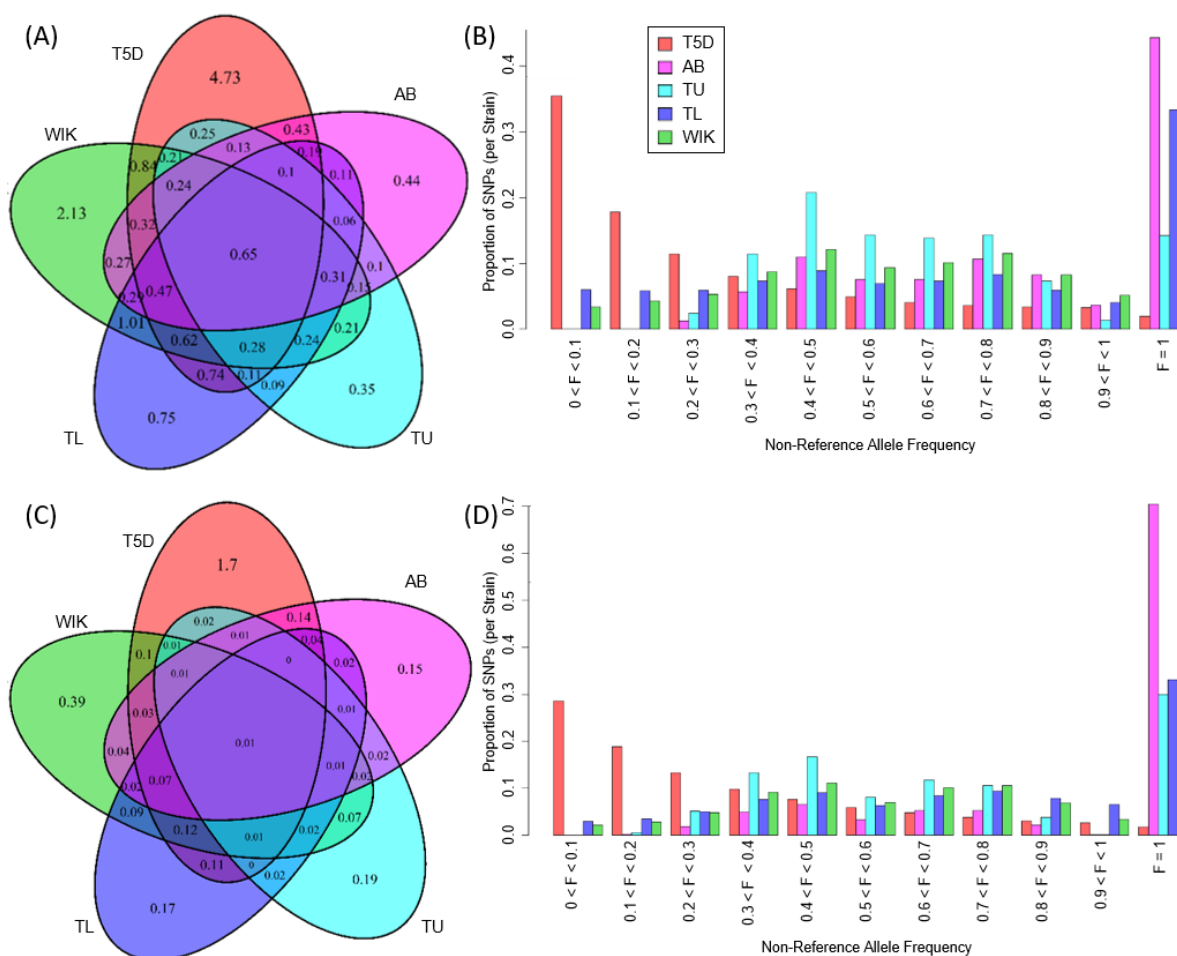 (A)
T5D
4.73
AB
WIK
0.25
0.43
0.13
0.19
0.21
0.84
0.24
0.1
0.11
0.44
2.13
0.32
0.06
0.65
0.27
0.31
0.1
0.15
0.47
1.01
0.21
0.62
0.28
0.24
0.74
0.11
0.09
0.35
0.75
TL
TU
(B)
T5D
AB
TU
TL
WIK
Proportion of SNPs (per Strain)
0.4
0.3
0.2
0.1
0.0
0 < F < 0.1
0.1 < F < 0.2
0.2 < F < 0.3
0.3 < F < 0.4
0.4 < F < 0.5
0.5 < F < 0.6
0.6 < F < 0.7
0.7 < F < 0.8
0.8 < F < 0.9
0.9 < F < 1
F = 1
Non-Reference Allele Frequency
(C)
T5D
1.7
AB
WIK
0.02
0.14
0.01
0.04
0.01
0.1
0.01
0
0.02
0.15
0.39
0.03
0.01
0.01
0.04
0.01
0.02
0.02
0.02
0.07
0.09
0.07
0.12
0.01
0.02
0.11
0
0.02
0.19
0.17
TL
TU
(D)
Proportion of SNPs (per Strain)
0.7
0.6
0.5
0.4
0.3
0.2
0.1
0.0
0 < F < 0.1
0.1 < F < 0.2
0.2 < F < 0.3
0.3 < F < 0.4
0.4 < F < 0.5
0.5 < F < 0.6
0.6 < F < 0.7
0.7 < F < 0.8
0.8 < F < 0.9
0.9 < F < 1
F = 1
Non-Reference Allele Frequency